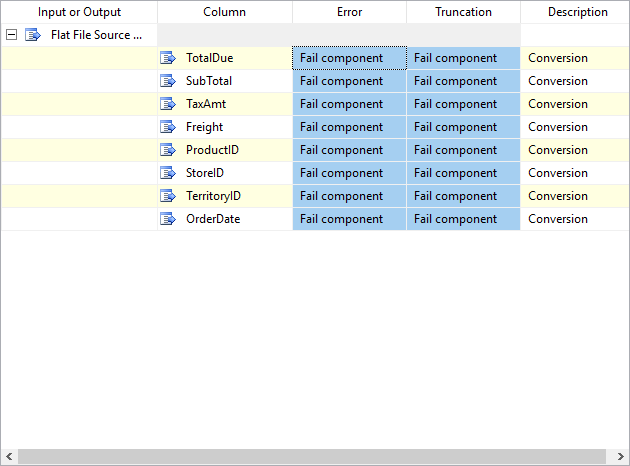 Input or Output Column Error Truncation Description
Flat File Source ...
TotalDue Fail component Fail component Conversion
SubTotal Fail component Fail component Conversion
TaxAmt Fail component Fail component Conversion
Freight Fail component Fail component Conversion
ProductID Fail component Fail component Conversion
StoreID Fail component Fail component Conversion
TerritoryID Fail component Fail component Conversion
OrderDate Fail component Fail component Conversion